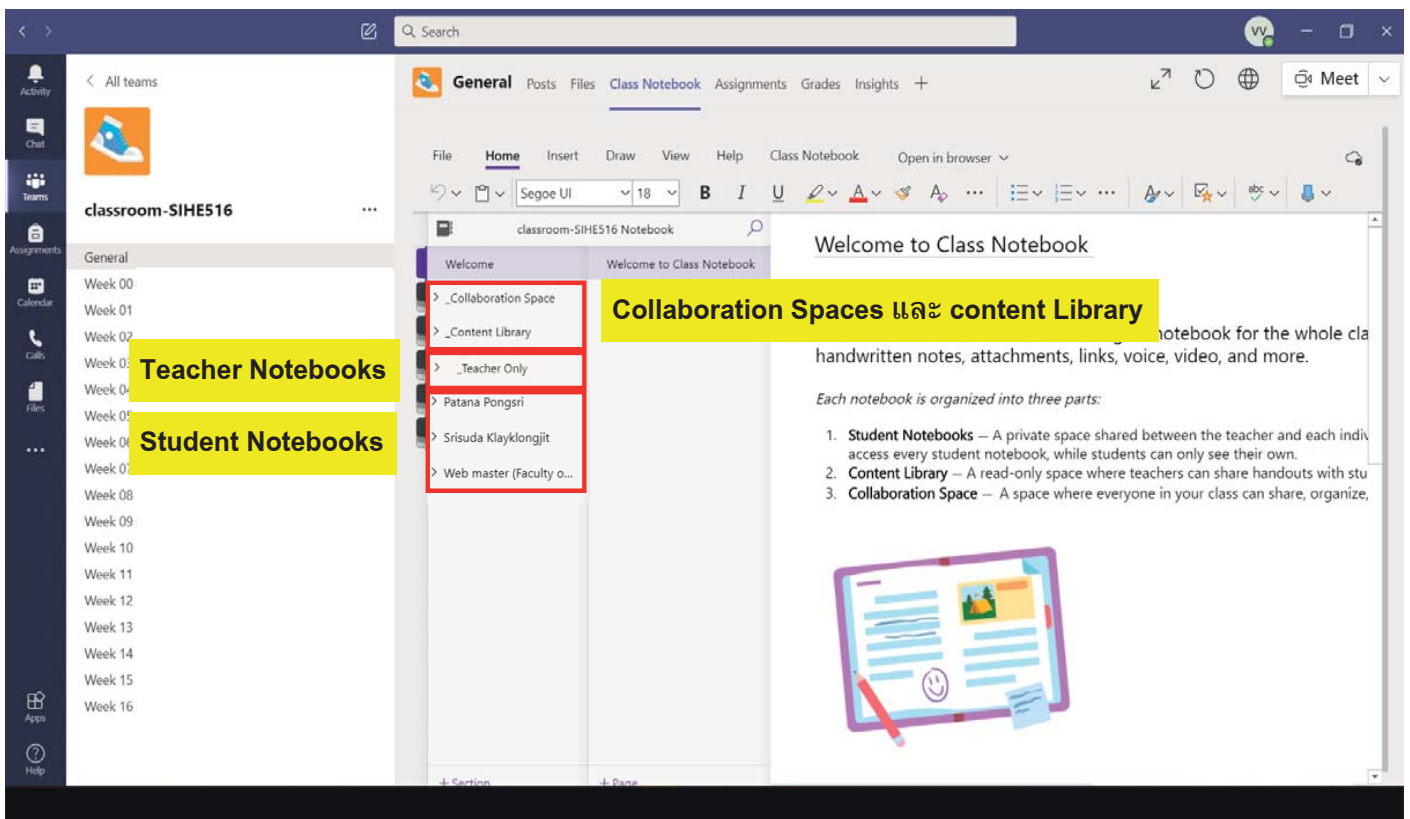 Search
VV
Activity
Chat
Teams
Assignments
Calendar
Calls
Files
Apps
Help
All teams
classroom-SIHE516
General
Week 00
Week 01
Week 02
Week 03
Week 04
Week 05
Week 06
Week 07
Week 08
Week 09
Week 10
Week 11
Week 12
Week 13
Week 14
Week 15
Week 16
Teacher Notebooks
Student Notebooks
General Posts Files Class Notebook Assignments Grades Insights
Meet
File Home Insert Draw View Help Class Notebook Open in browser
Segoe UI 18 B I U A A abc
classroom-SIHE516 Notebook
Welcome
_Collaboration Space
_Content Library
_Teacher Only
Patana Pongsri
Srisuda Klayklongjit
Web master (Faculty o...
+ Section
Welcome to Class Notebook
+ Page
Collaboration Spaces และ content Library
Welcome to Class Notebook
notebook for the whole cla
handwritten notes, attachments, links, voice, video, and more.
Each notebook is organized into three parts:
1. Student Notebooks — A private space shared between the teacher and each indiv
access every student notebook, while students can only see their own.
2. Content Library — A read-only space where teachers can share handouts with stu
3. Collaboration Space — A space where everyone in your class can share, organize,